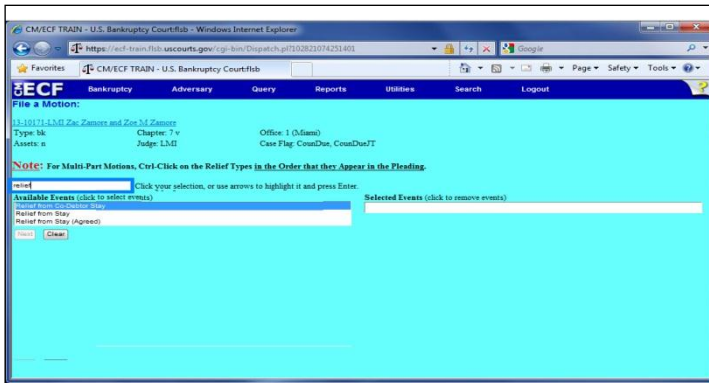 CM/ECF TRAIN - U.S. Bankruptcy Court:flsb - Windows Internet Explorer
https://ecf-train.flsb.uscourts.gov/cgi-bin/Dispatch.pl?102821074251401
Google
Favorites CM/ECF TRAIN - U.S. Bankruptcy Court:flsb
Page Safety Tools
ECF Bankruptcy Adversary Query Reports Utilities Search Logout
File a Motion:
13-10171-LMI Zac Zamore and Zoe M Zamore
Type: bk Chapter: 7 v Office: 1 (Miami)
Assets: n Judge: LMI Case Flag: CounDue, CounDueJT
Note: For Multi-Part Motions, Ctrl-Click on the Relief Types in the Order that they Appear in the Pleading.
relief Click your selection, or use arrows to highlight it and press Enter.
Available Events (click to select events) Selected Events (click to remove events)
Relief from Co-Debtor Stay
Relief from Stay
Relief from Stay (Agreed)
Next Clear